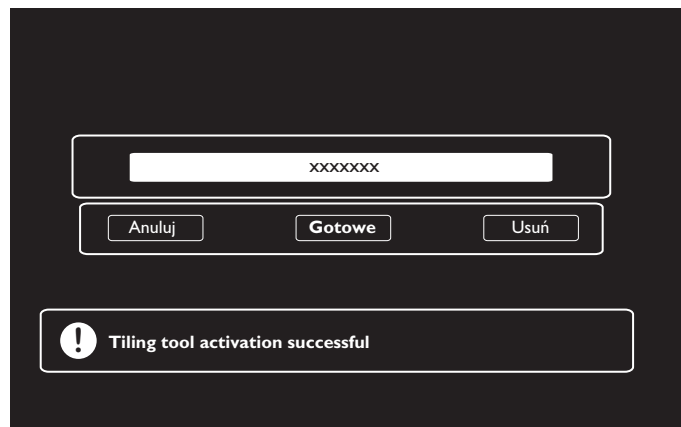 xxxxxxx
Anuluj Gotowe Usuń
! Tiling tool activation successful